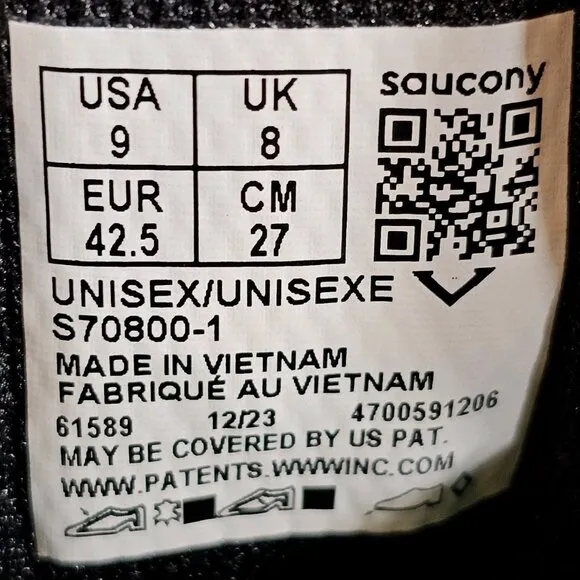 saucony
USA UK
9 8
EUR CM
42.5 27
UNISEX/UNISEXE
S70800-1
MADE IN VIETNAM
FABRIQUÉ AU VIETNAM
61589 12/23 4700591206
MAY BE COVERED BY US PAT.
WWW.PATENTS.WWWINC.COM